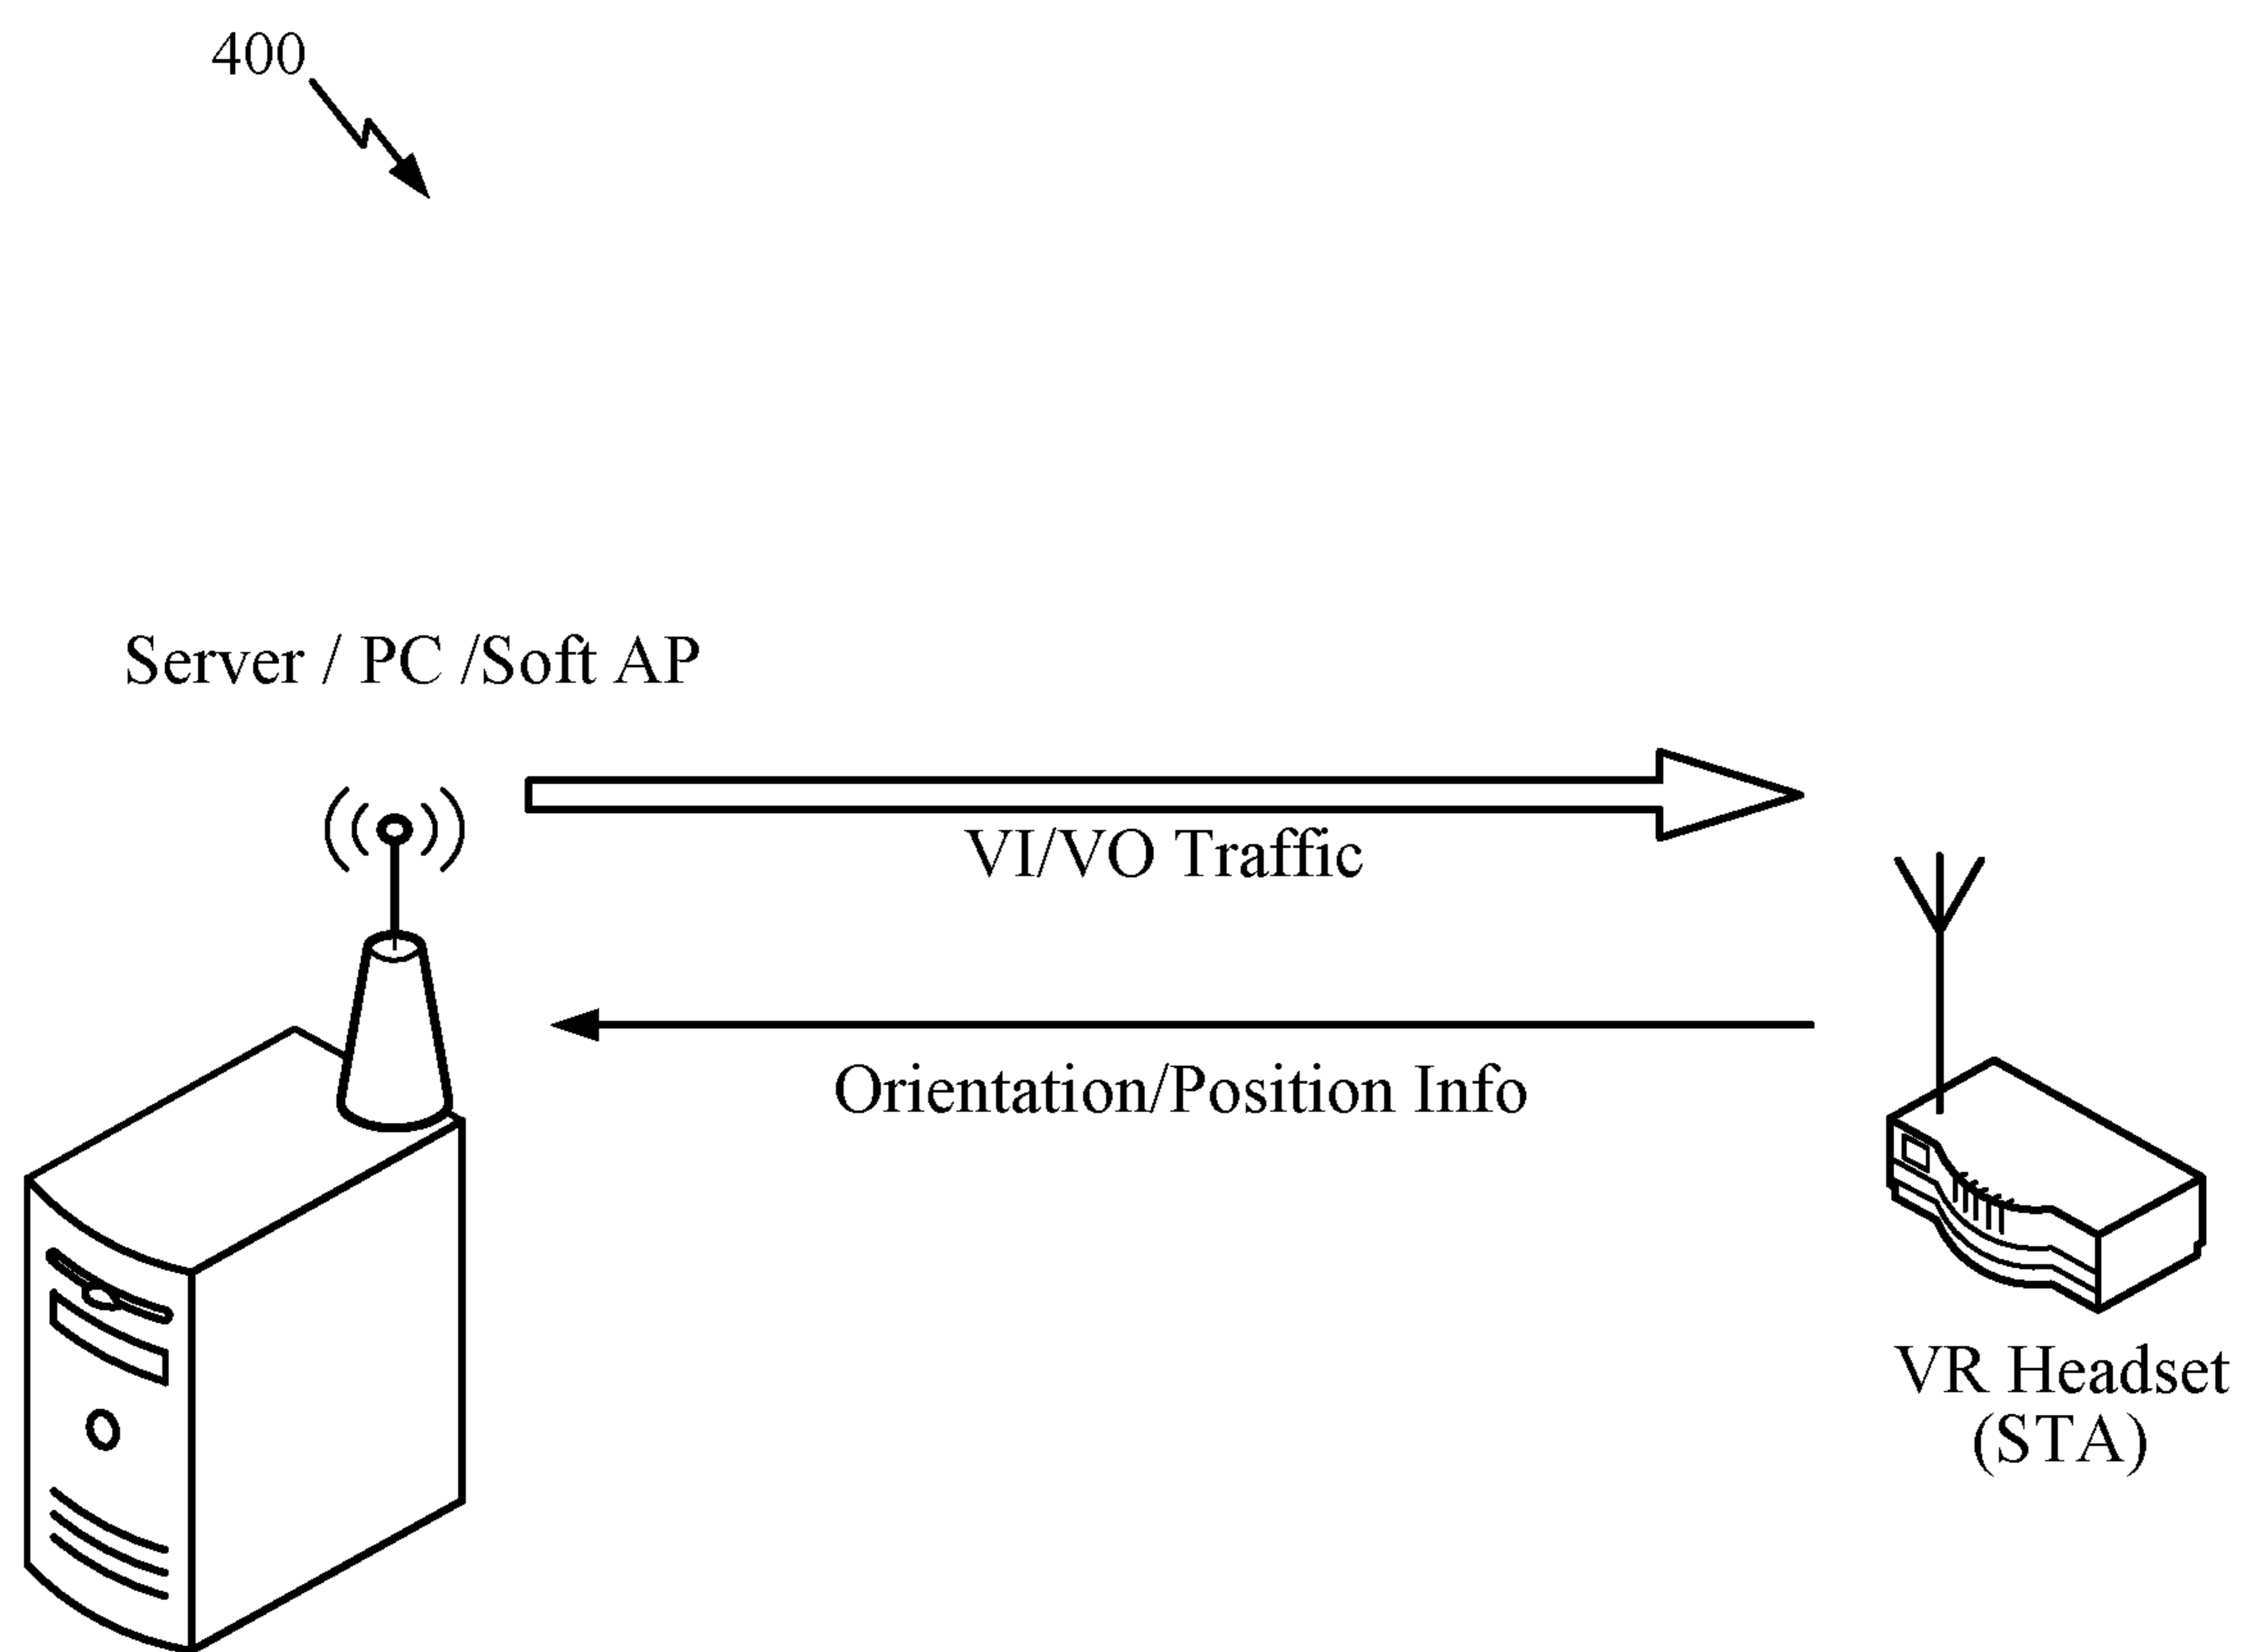 400
Server / PC /Soft AP
VI/VO Traffic
Orientation/Position Info
VR Headset
(STA)